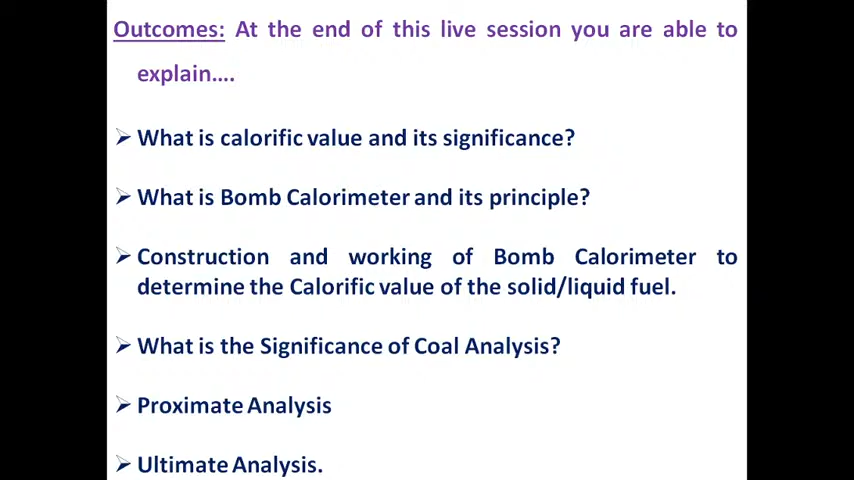 Outcomes: At the end of this live session you are able to
explain....
➢ What is calorific value and its significance?
➢ What is Bomb Calorimeter and its principle?
➢ Construction and working of Bomb Calorimeter to
determine the Calorific value of the solid/liquid fuel.
➢ What is the Significance of Coal Analysis?
➢ Proximate Analysis
➢ Ultimate Analysis.